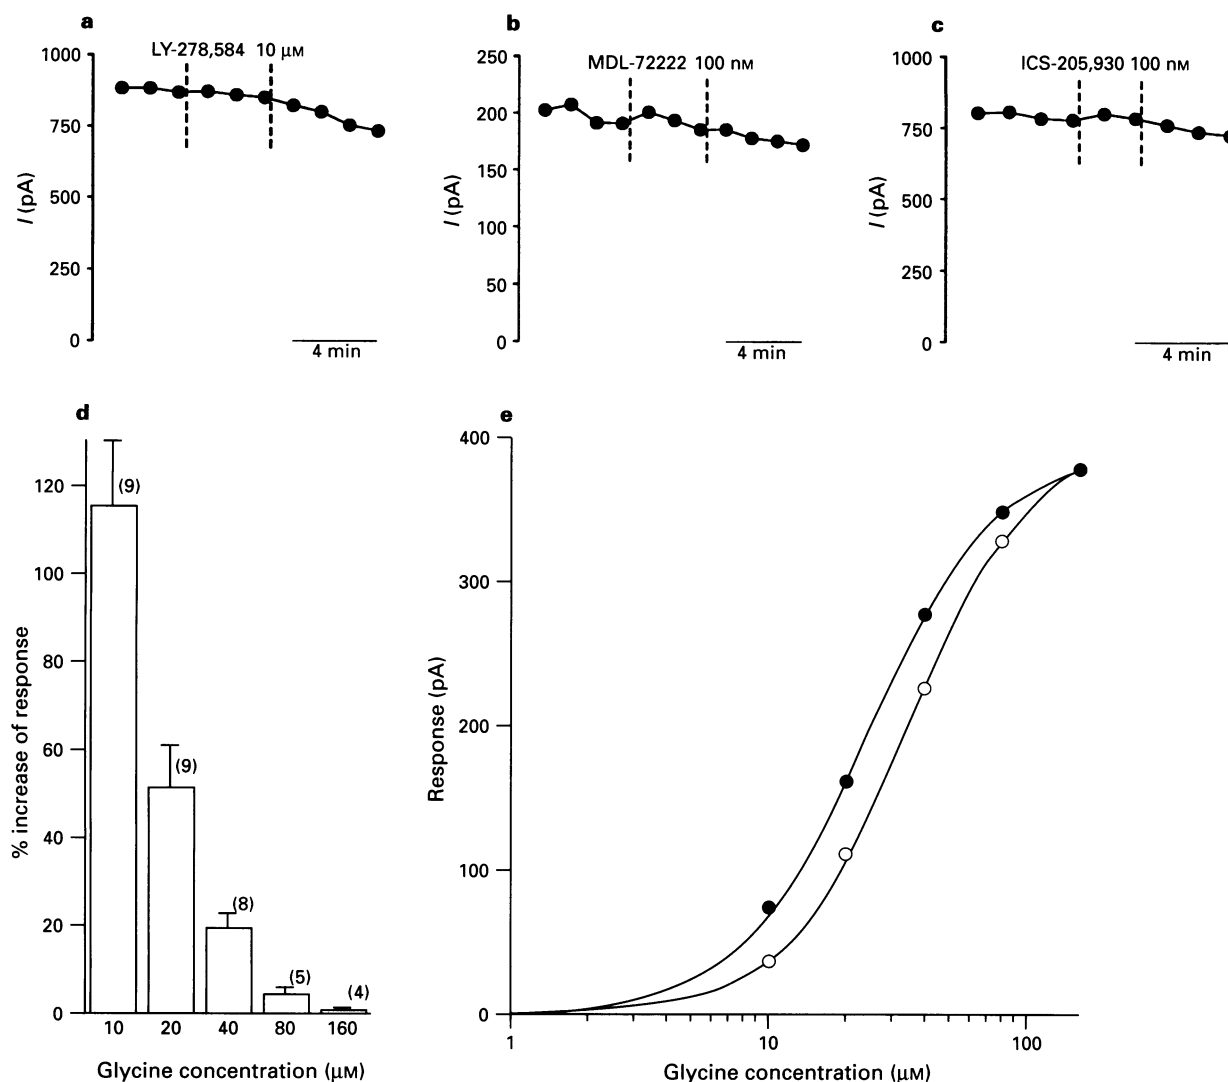 a
LY-278,584 10 μM
1000
750
500
250
0
I (pA)
4 min
b
MDL-72222 100 nM
250
200
150
100
50
0
I (pA)
4 min
c
ICS-205,930 100 nM
1000
750
500
250
0
I (pA)
4 min
d
120
100
80
60
40
20
0
% increase of response
(9)
(9)
(8)
(5)
(4)
10 20 40 80 160
Glycine concentration (μM)
e
400
300
200
100
0
Response (pA)
1 10 100
Glycine concentration (μM)